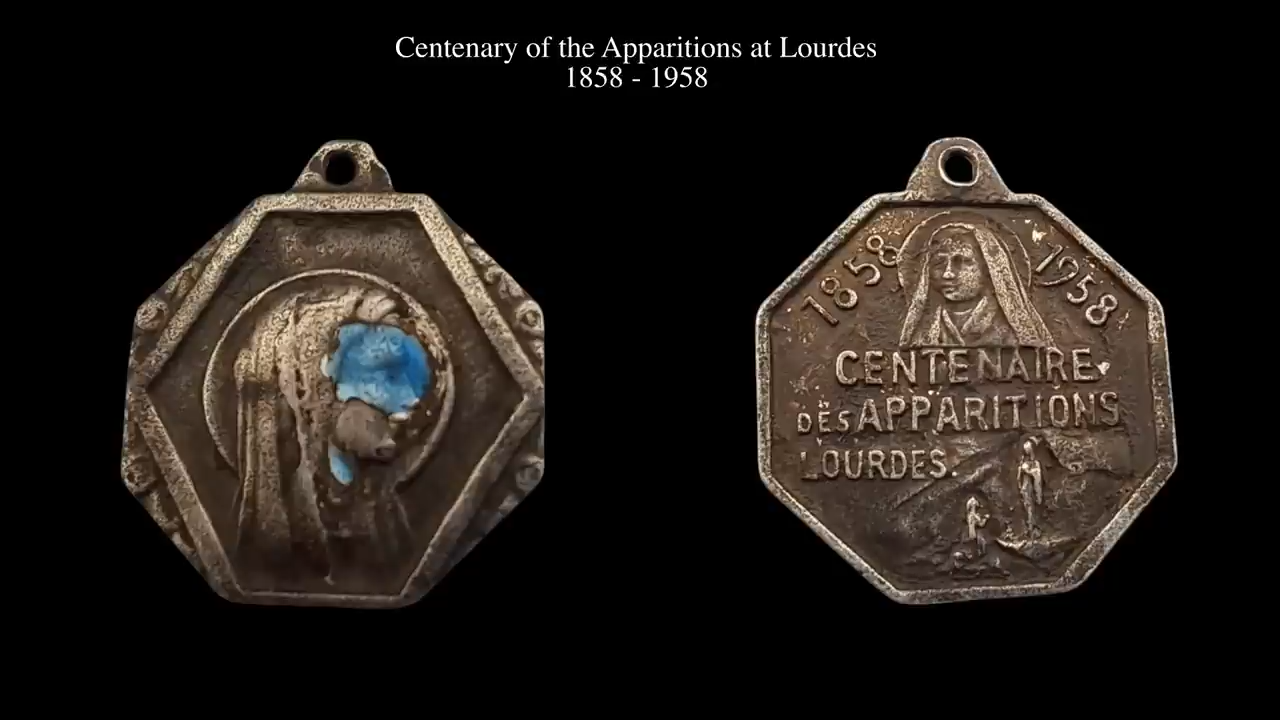 Centenary of the Apparitions at Lourdes
1858 - 1958
1858 1958
CENTENAIRE
DES APPARITIONS
LOURDES.